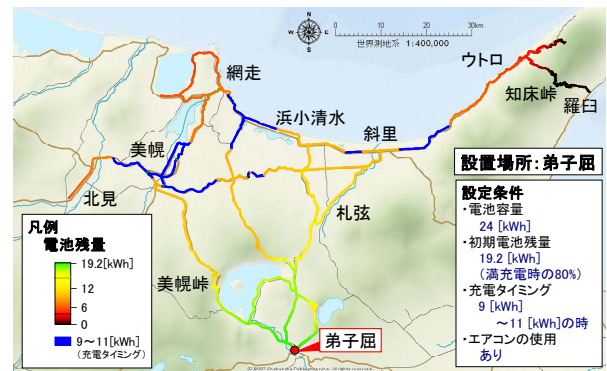 N
W
E
S
0
10
20
30km
世界測地系 1:400,000
ウトロ
網走
知床峠
羅臼
浜小清水
斜里
美幌
設置場所:弟子屈
北見
札弦
設定条件
・電池容量
24 [kWh]
・初期電池残量
19.2 [kWh]
(満充電時の80%)
・充電タイミング
9 [kWh]
~11 [kWh]の時
・エアコンの使用
あり
凡例
電池残量
19.2[kWh]
12
6
0
9~11[kWh]
(充電タイミング)
美幌峠
弟子屈